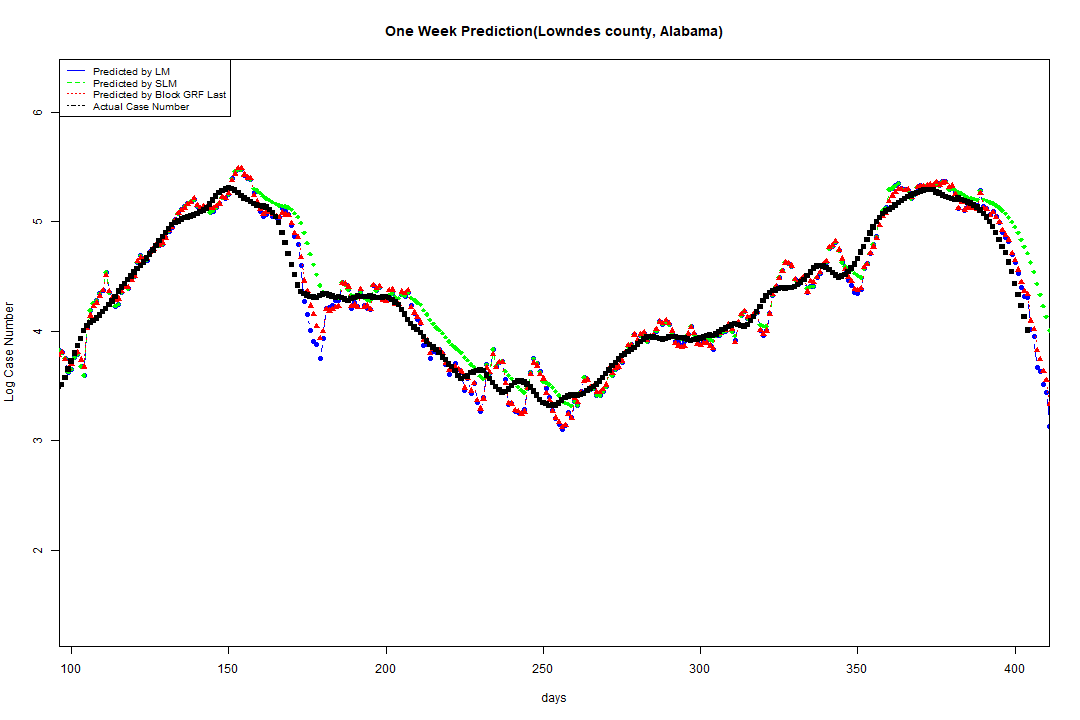 One Week Prediction(Lowndes county, Alabama)
Predicted by LM
Predicted by SLM
Predicted by Block GRF Last
Actual Case Number
6
5
4
3
2
Log Case Number
100 150 200 250 300 350 400
days